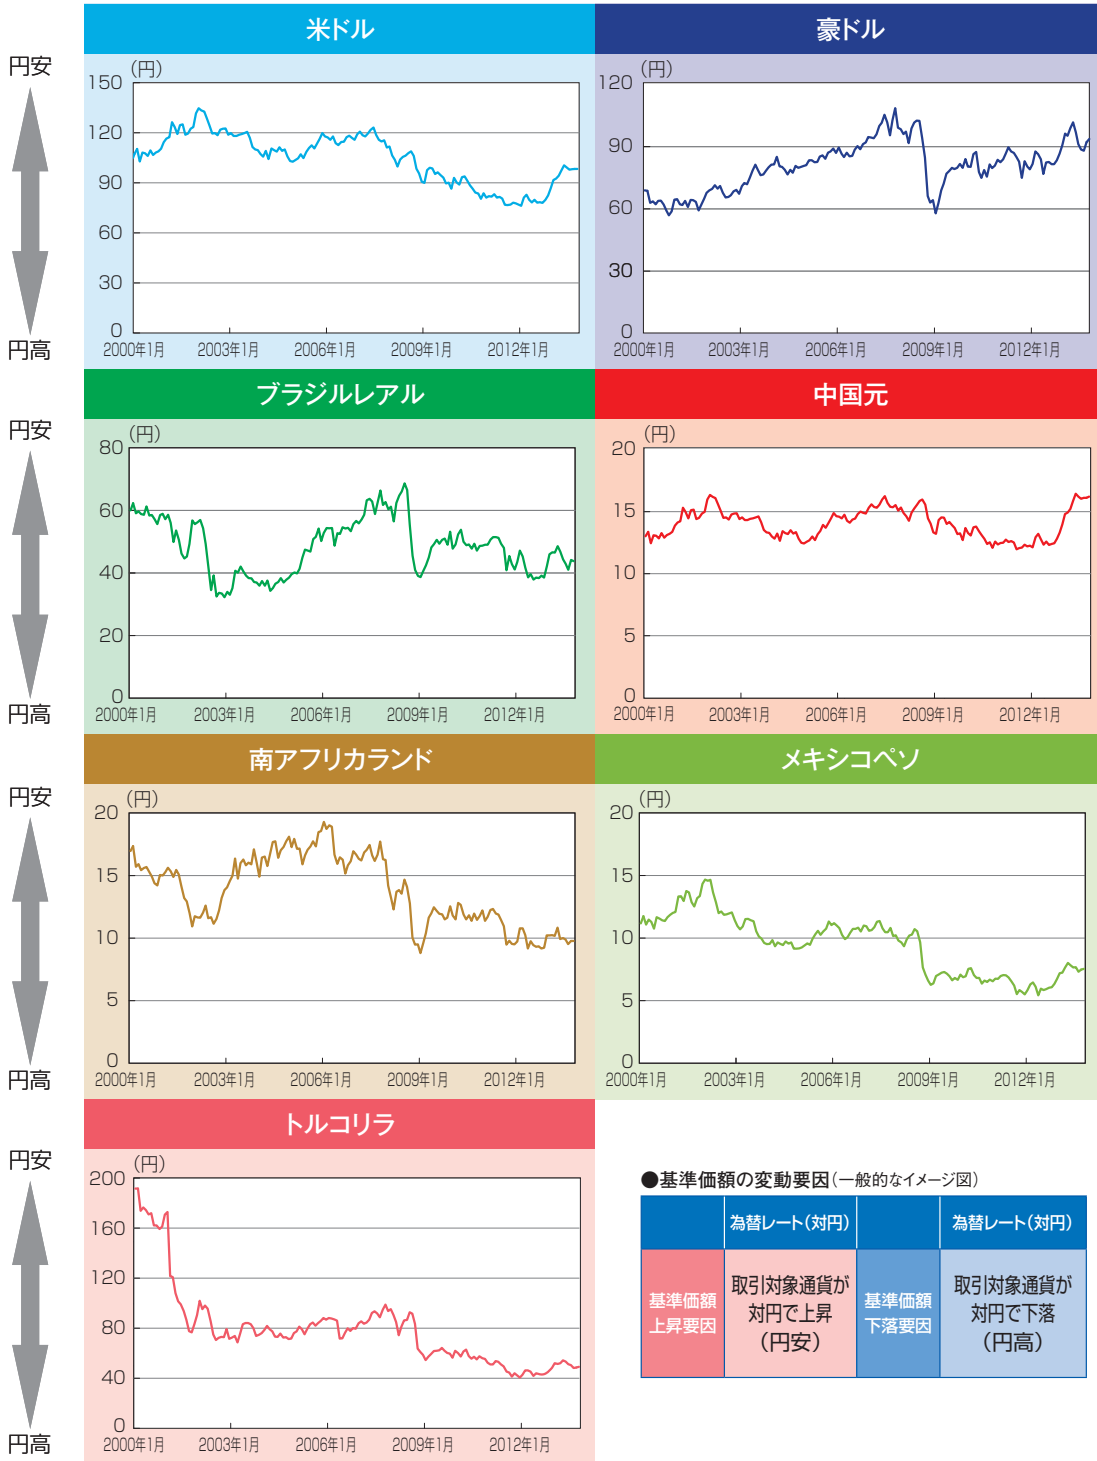 米ドル
円安
円高
(円)
150
120
90
60
30
0
2000年1月 2003年1月 2006年1月 2009年1月 2012年1月
豪ドル
(円)
120
90
60
30
0
2000年1月 2003年1月 2006年1月 2009年1月 2012年1月
ブラジルレアル
円安
円高
(円)
80
60
40
20
0
2000年1月 2003年1月 2006年1月 2009年1月 2012年1月
中国元
(円)
20
15
10
5
0
2000年1月 2003年1月 2006年1月 2009年1月 2012年1月
南アフリカランド
円安
円高
(円)
20
15
10
5
0
2000年1月 2003年1月 2006年1月 2009年1月 2012年1月
メキシコペソ
(円)
20
15
10
5
0
2000年1月 2003年1月 2006年1月 2009年1月 2012年1月
トルコリラ
円安
円高
(円)
200
160
120
80
40
0
2000年1月 2003年1月 2006年1月 2009年1月 2012年1月
●基準価額の変動要因(一般的なイメージ図)
為替レート(対円) 為替レート(対円)
基準価額
上昇要因
取引対象通貨が
対円で上昇
(円安)
基準価額
下落要因
取引対象通貨が
対円で下落
(円高)